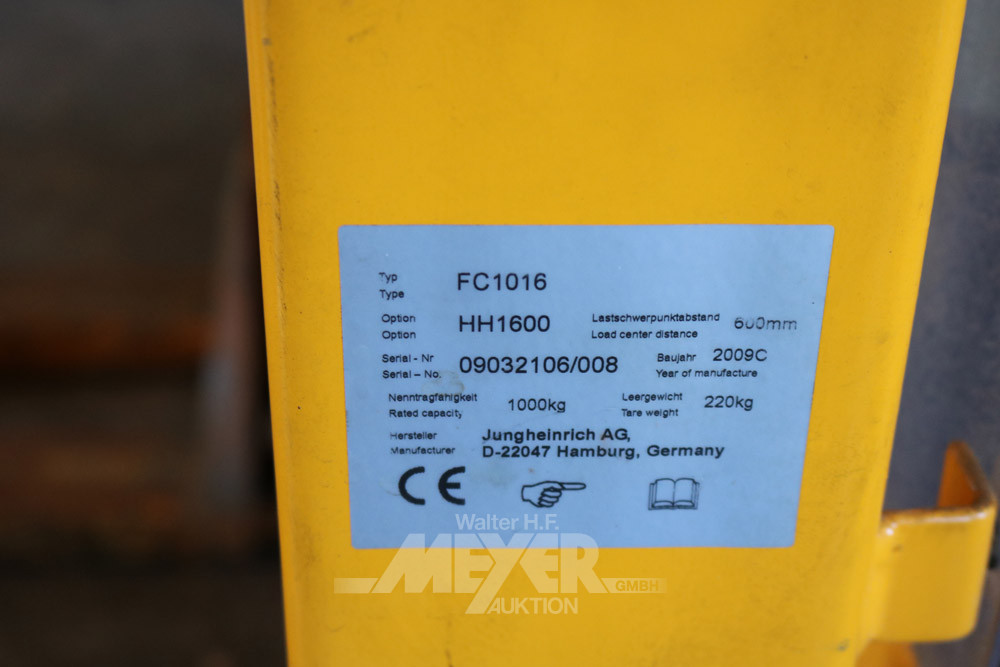 Typ FC1016
Type
Option HH1600 Lastschwerpunktabstand 600mm
Option Load center distance
Serial - Nr 09032106/008 Baujahr 2009C
Serial - No. Year of manufacture
Nenntragfähigkeit 1000kg Leergewicht 220kg
Rated capacity Tare weight
Hersteller Jungheinrich AG,
Manufacturer D-22047 Hamburg, Germany
CE
Walter H.F.
MEYER GMBH
AUKTION